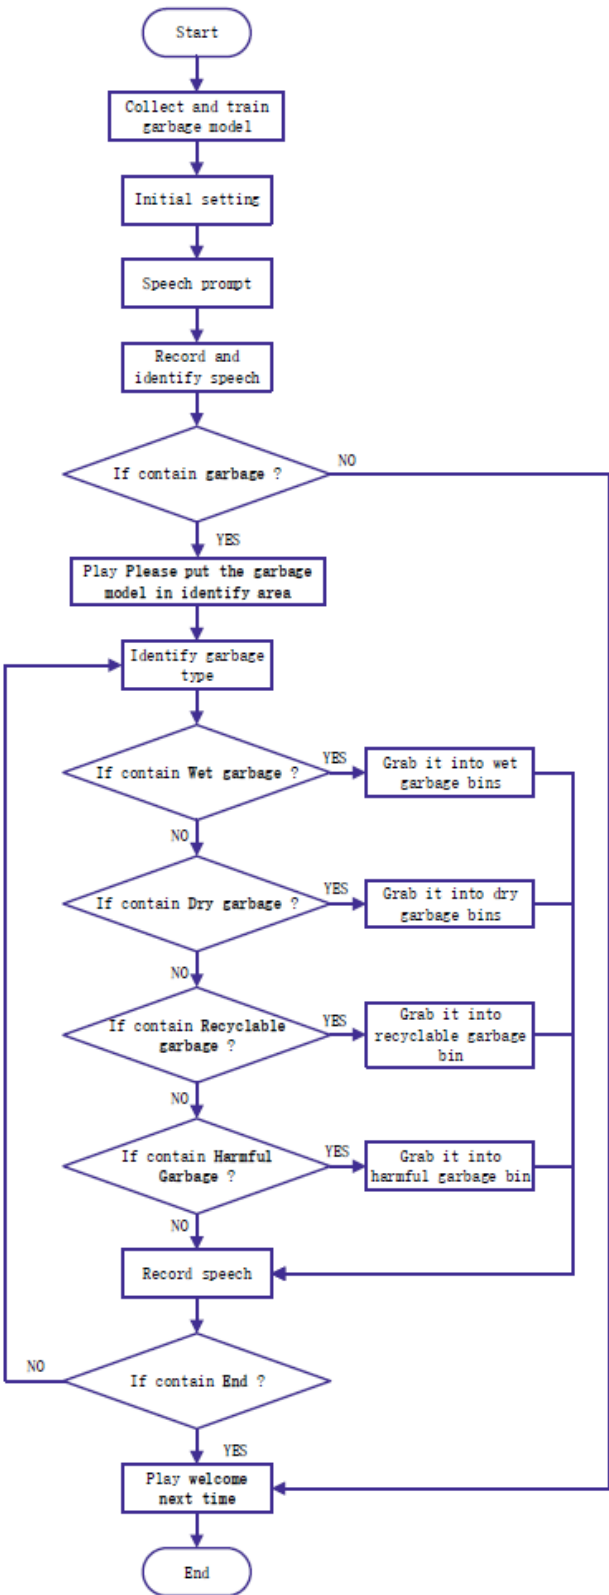 Start
Collect and train
garbage model
Initial setting
Speech prompt
Record and
identify speech
If contain garbage ?
NO
YES
Play Please put the garbage
model in identify area
Identify garbage
type
If contain Wet garbage ?
YES
Grab it into wet
garbage bins
NO
If contain Dry garbage ?
YES
Grab it into dry
garbage bins
NO
If contain Recyclable
garbage ?
YES
Grab it into
recyclable garbage
bin
NO
If contain Harmful
Garbage ?
YES
Grab it into
harmful garbage bin
NO
Record speech
If contain End ?
NO
YES
Play welcome
next time
End